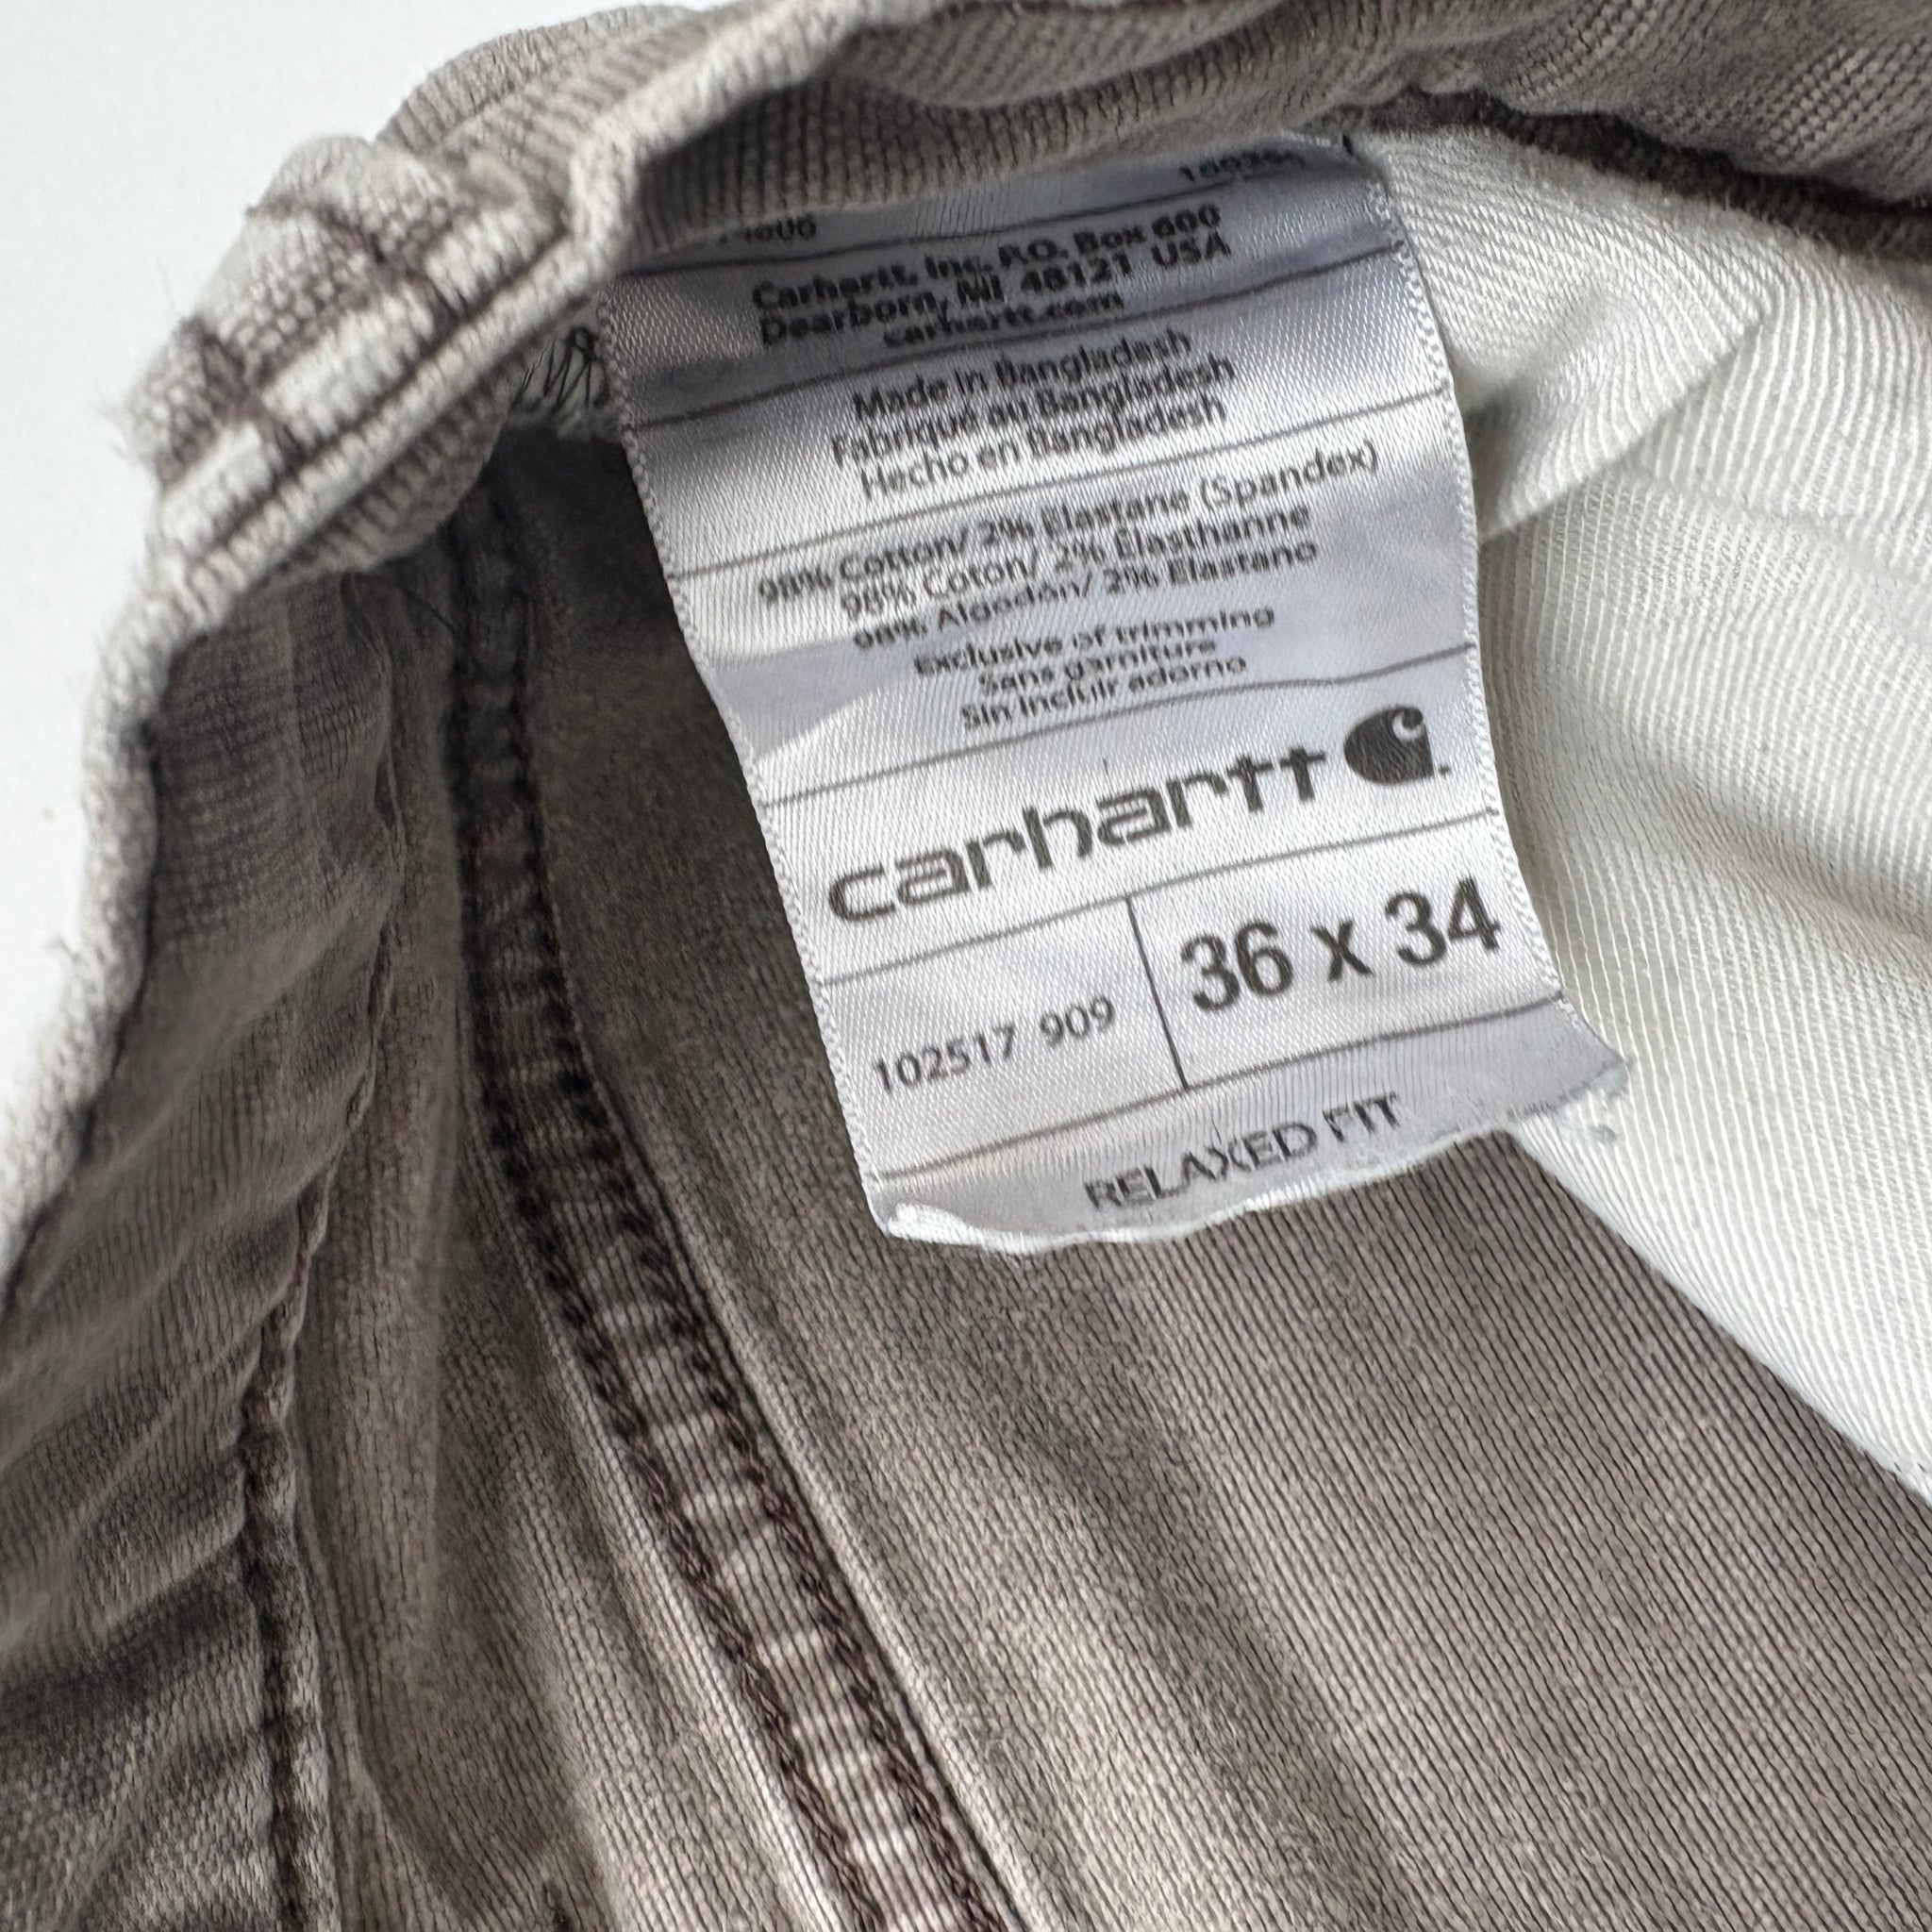 Carhartt, Inc. P.O. Box 600
Dearborn, MI 48121 USA
carhartt.com
Made in Bangladesh
Fabriqué au Bangladesh
Hecho en Bangladesh
98% Cotton/ 2% Elastane (Spandex)
98% Coton/ 2% Élasthanne
98% Algodón/ 2% Elastano
Exclusive of trimming
Sans garniture
Sin incluir adorno
carhartt
102517 909
36 x 34
RELAXED FIT